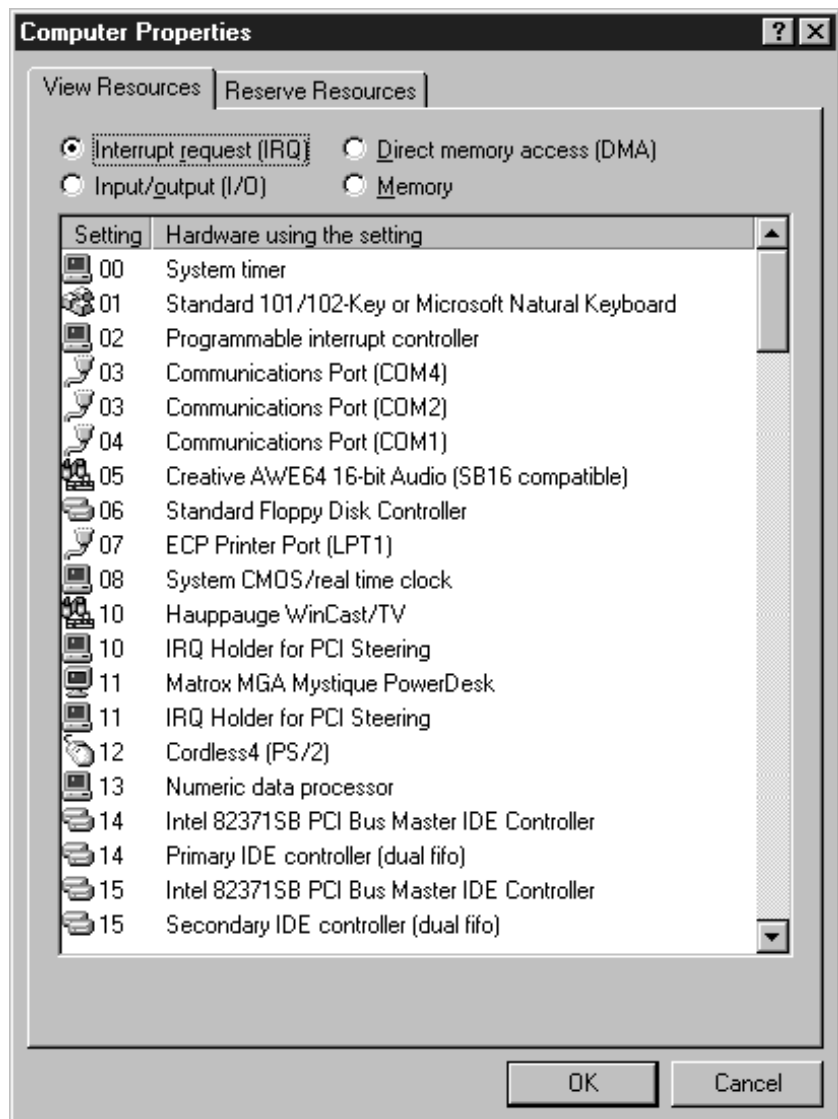 Computer Properties
View Resources Reserve Resources
Interrupt request (IRQ) Direct memory access (DMA)
Input/output (I/O) Memory
Setting Hardware using the setting
00 System timer
01 Standard 101/102-Key or Microsoft Natural Keyboard
02 Programmable interrupt controller
03 Communications Port (COM4)
03 Communications Port (COM2)
04 Communications Port (COM1)
05 Creative AWE64 16-bit Audio (SB16 compatible)
06 Standard Floppy Disk Controller
07 ECP Printer Port (LPT1)
08 System CMOS/real time clock
10 Hauppauge WinCast/TV
10 IRQ Holder for PCI Steering
11 Matrox MGA Mystique PowerDesk
11 IRQ Holder for PCI Steering
12 Cordless4 (PS/2)
13 Numeric data processor
14 Intel 82371SB PCI Bus Master IDE Controller
14 Primary IDE controller (dual fifo)
15 Intel 82371SB PCI Bus Master IDE Controller
15 Secondary IDE controller (dual fifo)
OK Cancel